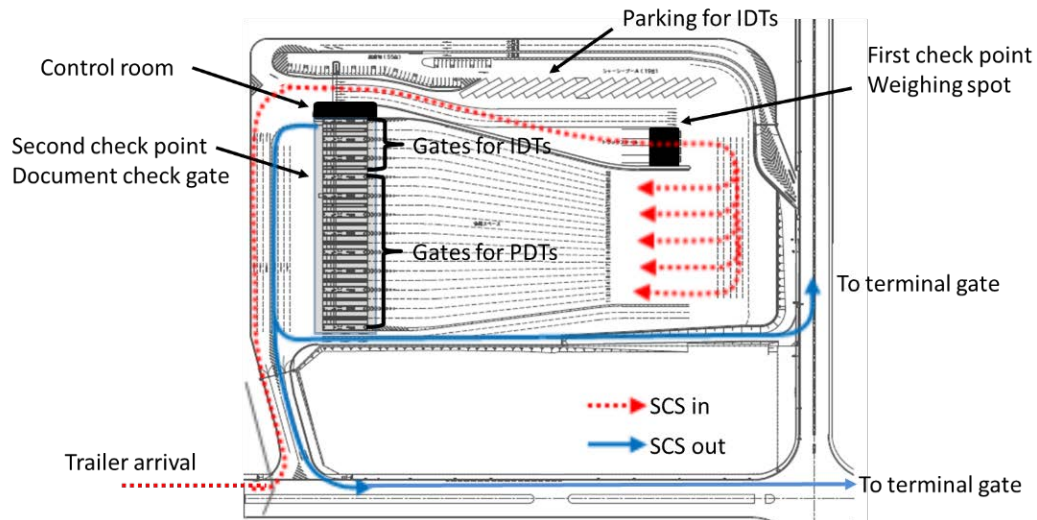 Parking for IDTs
Control room
First check point
Weighing spot
Second check point
Document check gate
Gates for IDTs
Gates for PDTs
To terminal gate
SCS in
SCS out
Trailer arrival
To terminal gate